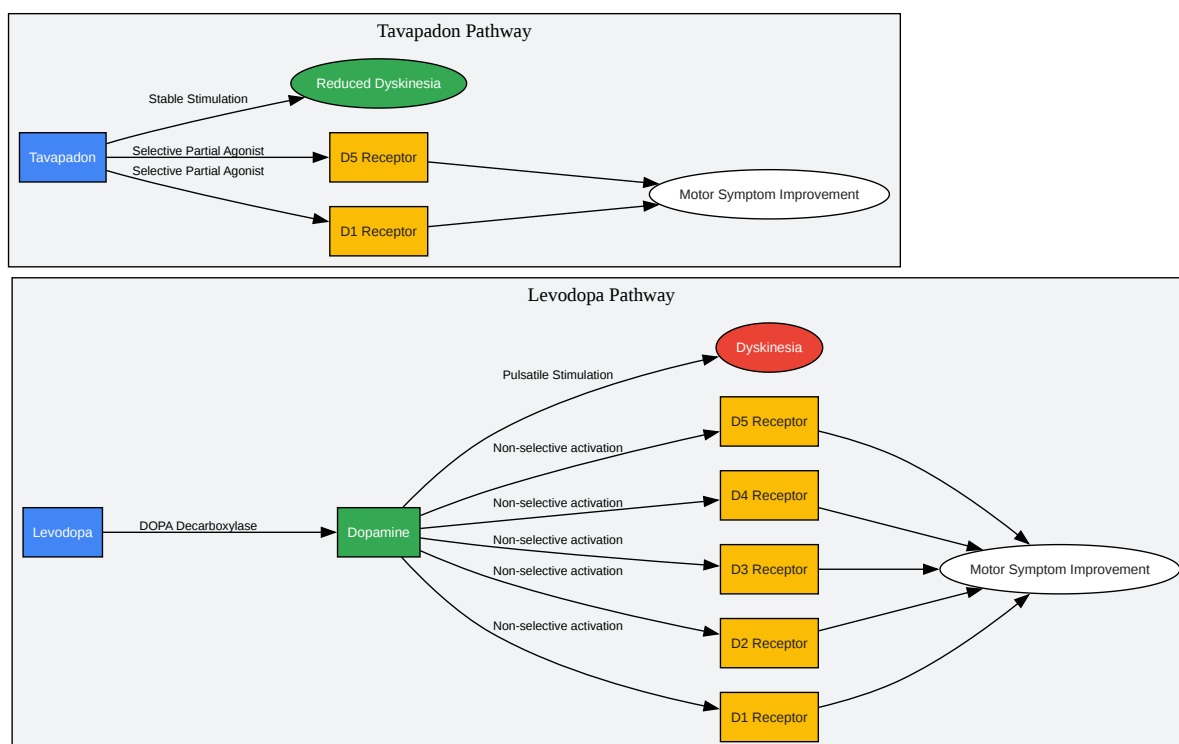 Tavapadon Pathway
Reduced Dyskinesia
Stable Stimulation
Tavapadon
Selective Partial Agonist
D5 Receptor
Selective Partial Agonist
Motor Symptom Improvement
D1 Receptor
Levodopa Pathway
Dyskinesia
Pulsatile Stimulation
D5 Receptor
Non-selective activation
D4 Receptor
Non-selective activation
Levodopa
DOPA Decarboxylase
Dopamine
Non-selective activation
D3 Receptor
Motor Symptom Improvement
Non-selective activation
D2 Receptor
Non-selective activation
D1 Receptor